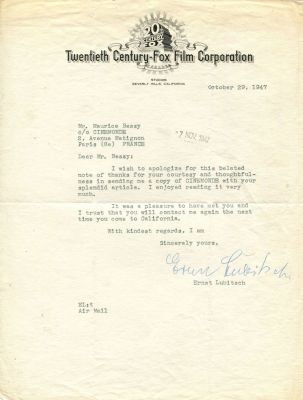 20
CENTURY
FOX
Twentieth Century-Fox Film Corporation
STUDIOS
BEVERLY HILLS, CALIFORNIA
October 29, 1947
Mr. Maurice Bessy
c/o CINEMONDE
2, Avenue Matignon
Paris (8e) FRANCE
7 NOV 1947
Dear Mr. Bessy:
I wish to apologize for this belated
note of thanks for your courtesy and thoughtful-
ness in sending me a copy of CINEMONDE with your
splendid article. I enjoyed reading it very
much.
It was a pleasure to have met you and
I trust that you will contact me again the next
time you come to California.
With kindest regards, I am
Sincerely yours,
Ernst Lubitsch
Ernst Lubitsch
EL:t
Air Mail